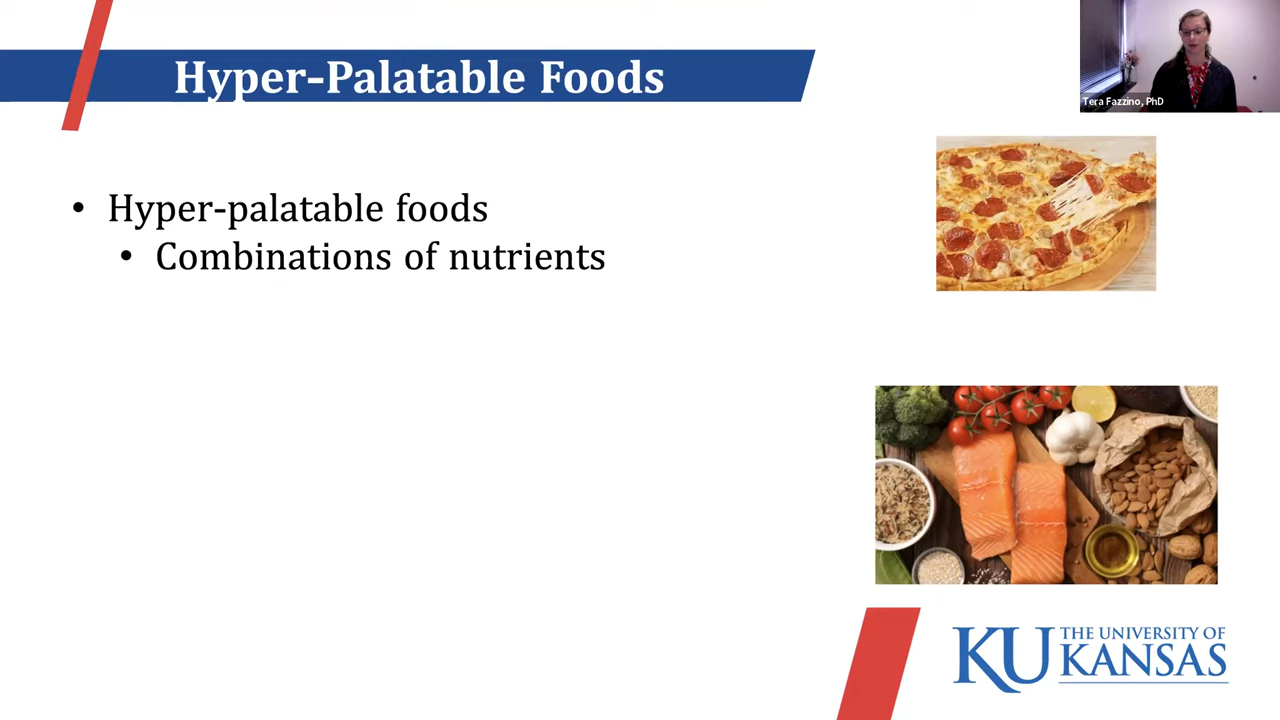 Hyper-Palatable Foods
Tera Fazzino, PhD
• Hyper-palatable foods
• Combinations of nutrients
KU THE UNIVERSITY OF
KANSAS